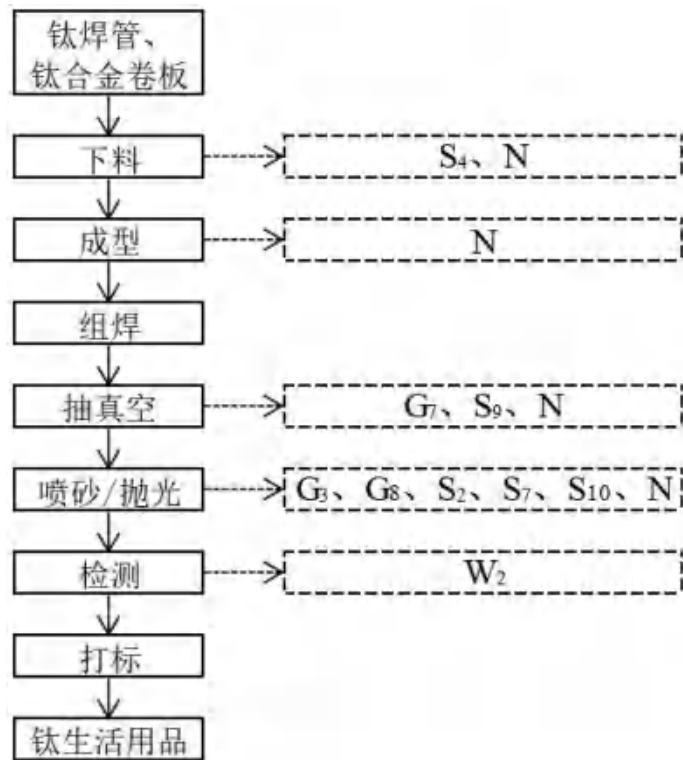 钛焊管、
钛合金卷板
下料
S₄、N
成型
N
组焊
抽真空
G₇、S₉、N
喷砂/抛光
G₃、G₈、S₂、S₇、S₁₀、N
检测
W₂
打标
钛生活用品